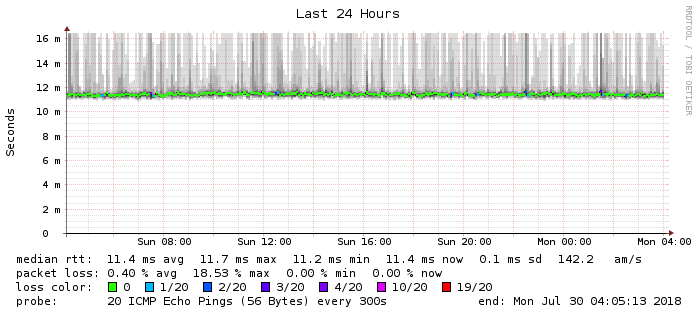 Last 24 Hours
RRDTOOL / TOBI OETIKER
Seconds
16 m
14 m
12 m
10 m
8 m
6 m
4 m
2 m
0
Sun 08:00 Sun 12:00 Sun 16:00 Sun 20:00 Mon 00:00 Mon 04:00
median rtt: 11.4 ms avg 11.7 ms max 11.2 ms min 11.4 ms now 0.1 ms sd 142.2 am/s
packet loss: 0.40 % avg 18.53 % max 0.00 % min 0.00 % now
loss color: 0 1/20 2/20 3/20 4/20 10/20 19/20
probe: 20 ICMP Echo Pings (56 Bytes) every 300s end: Mon Jul 30 04:05:13 2018